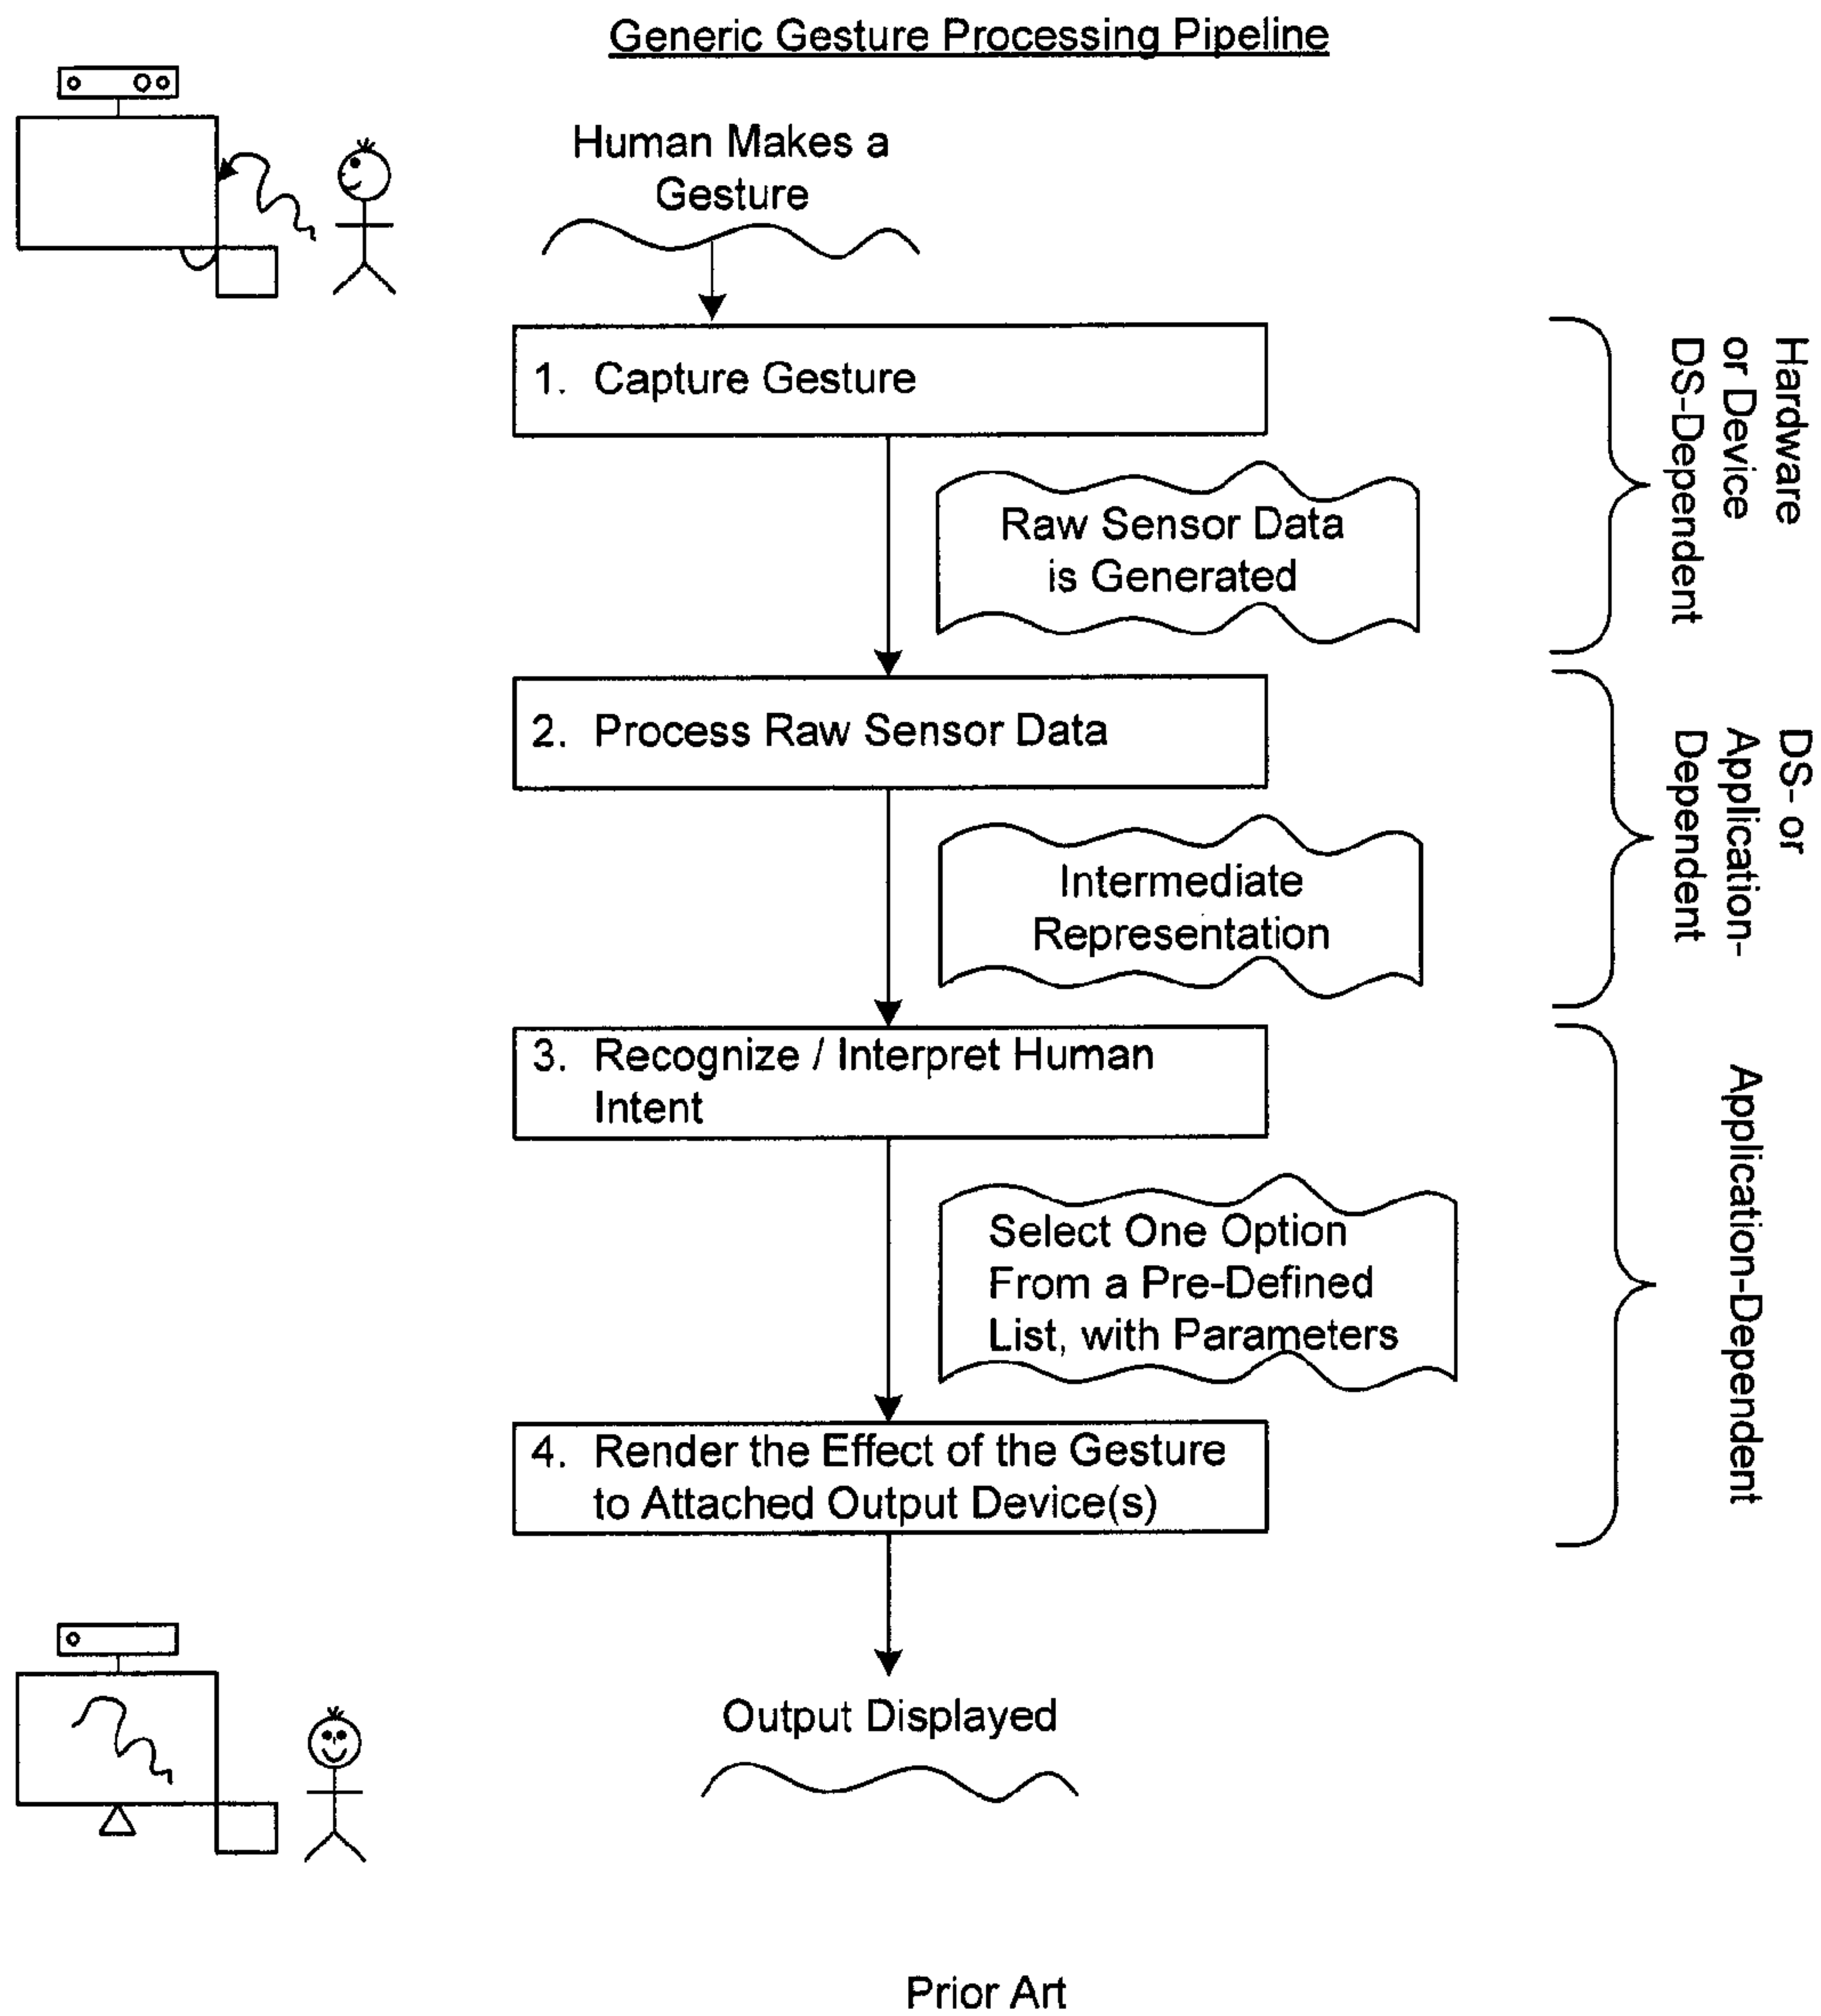 Generic Gesture Processing Pipeline
Human Makes a
Gesture
1. Capture Gesture
Raw Sensor Data
is Generated
Hardware
or Device
DS-Dependent
2. Process Raw Sensor Data
Intermediate
Representation
DS- or
Application-
Dependent
3. Recognize / Interpret Human
Intent
Select One Option
From a Pre-Defined
List, with Parameters
4. Render the Effect of the Gesture
to Attached Output Device(s)
Application-Dependent
Output Displayed
Prior Art